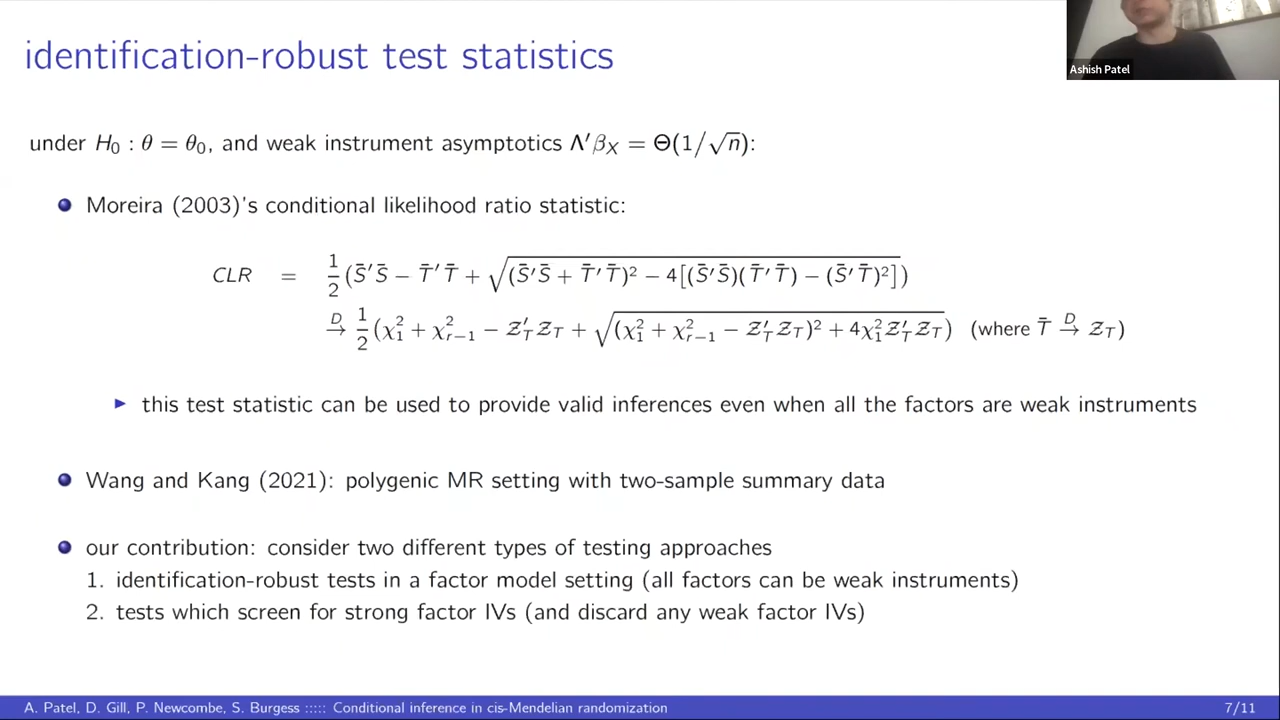 identification-robust test statistics
Ashish Patel
under H₀ : θ = θ₀, and weak instrument asymptotics Λ′βX = Θ(1/√n):
Moreira (2003)'s conditional likelihood ratio statistic:
CLR = 1/2 (S̄′S̄ − T̄′T̄ + √((S̄′S̄ + T̄′T̄)² − 4[(S̄′S̄)(T̄′T̄) − (S̄′T̄)²]))
→D 1/2 (χ²₁ + χ²ᵣ₋₁ − 𝒵′T𝒵T + √((χ²₁ + χ²ᵣ₋₁ − 𝒵′T𝒵T)² + 4χ²₁𝒵′T𝒵T)) (where T̄ →D 𝒵T)
▶ this test statistic can be used to provide valid inferences even when all the factors are weak instruments
Wang and Kang (2021): polygenic MR setting with two-sample summary data
our contribution: consider two different types of testing approaches
1. identification-robust tests in a factor model setting (all factors can be weak instruments)
2. tests which screen for strong factor IVs (and discard any weak factor IVs)
A. Patel, D. Gill, P. Newcombe, S. Burgess ::::: Conditional inference in cis-Mendelian randomization 7/11